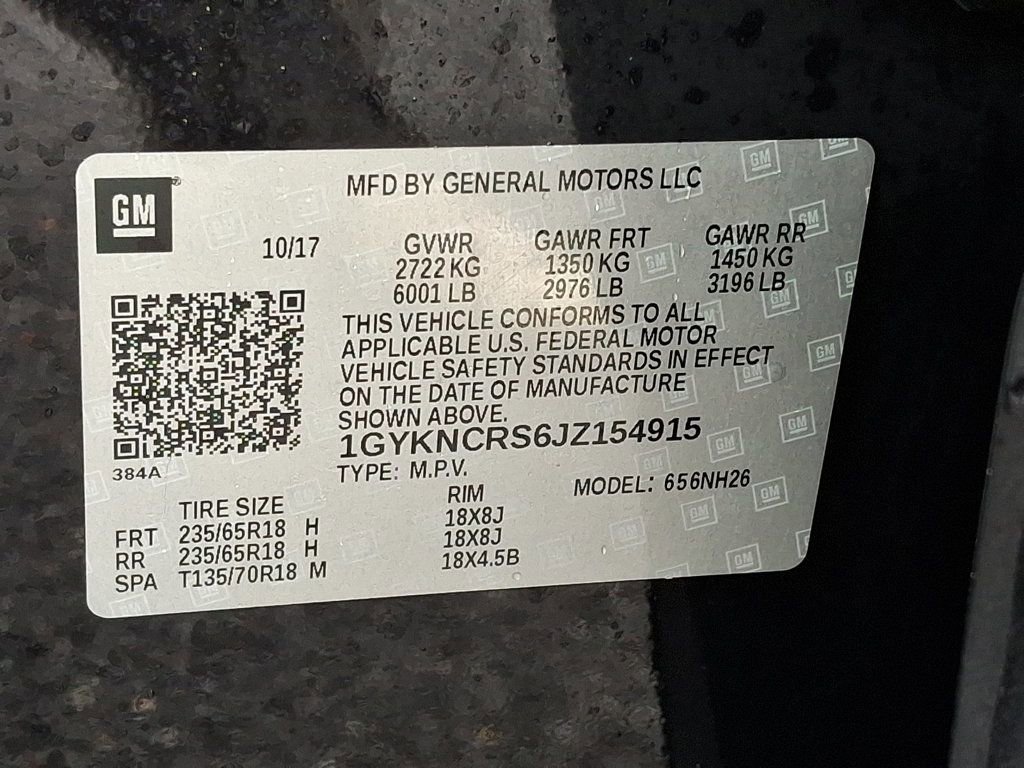 GM
MFD BY GENERAL MOTORS LLC
10/17 GVWR GAWR FRT GAWR RR
2722 KG 1350 KG 1450 KG
6001 LB 2976 LB 3196 LB
THIS VEHICLE CONFORMS TO ALL
APPLICABLE U.S. FEDERAL MOTOR
VEHICLE SAFETY STANDARDS IN EFFECT
ON THE DATE OF MANUFACTURE
SHOWN ABOVE.
1GYKNCRS6JZ154915
384A
TYPE: M.P.V. MODEL: 656NH26
TIRE SIZE RIM
FRT 235/65R18 H 18X8J
RR 235/65R18 H 18X8J
SPA T135/70R18 M 18X4.5B